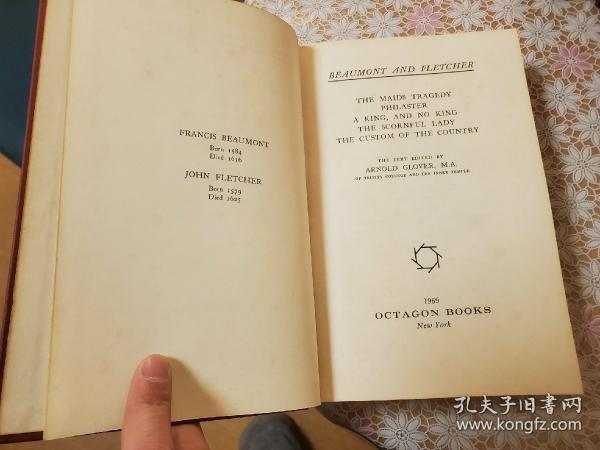 FRANCIS BEAUMONT
Born 1584
Died 1616
JOHN FLETCHER
Born 1579
Died 1625
BEAUMONT AND FLETCHER
THE MAIDS TRAGEDY
PHILASTER
A KING, AND NO KING
THE SCORNFUL LADY
THE CUSTOM OF THE COUNTRY
THE TEXT EDITED BY
ARNOLD GLOVER, M.A.
OF TRINITY COLLEGE AND THE INNER TEMPLE
1969
OCTAGON BOOKS
New York
孔夫子旧书网
www.kongfz.com